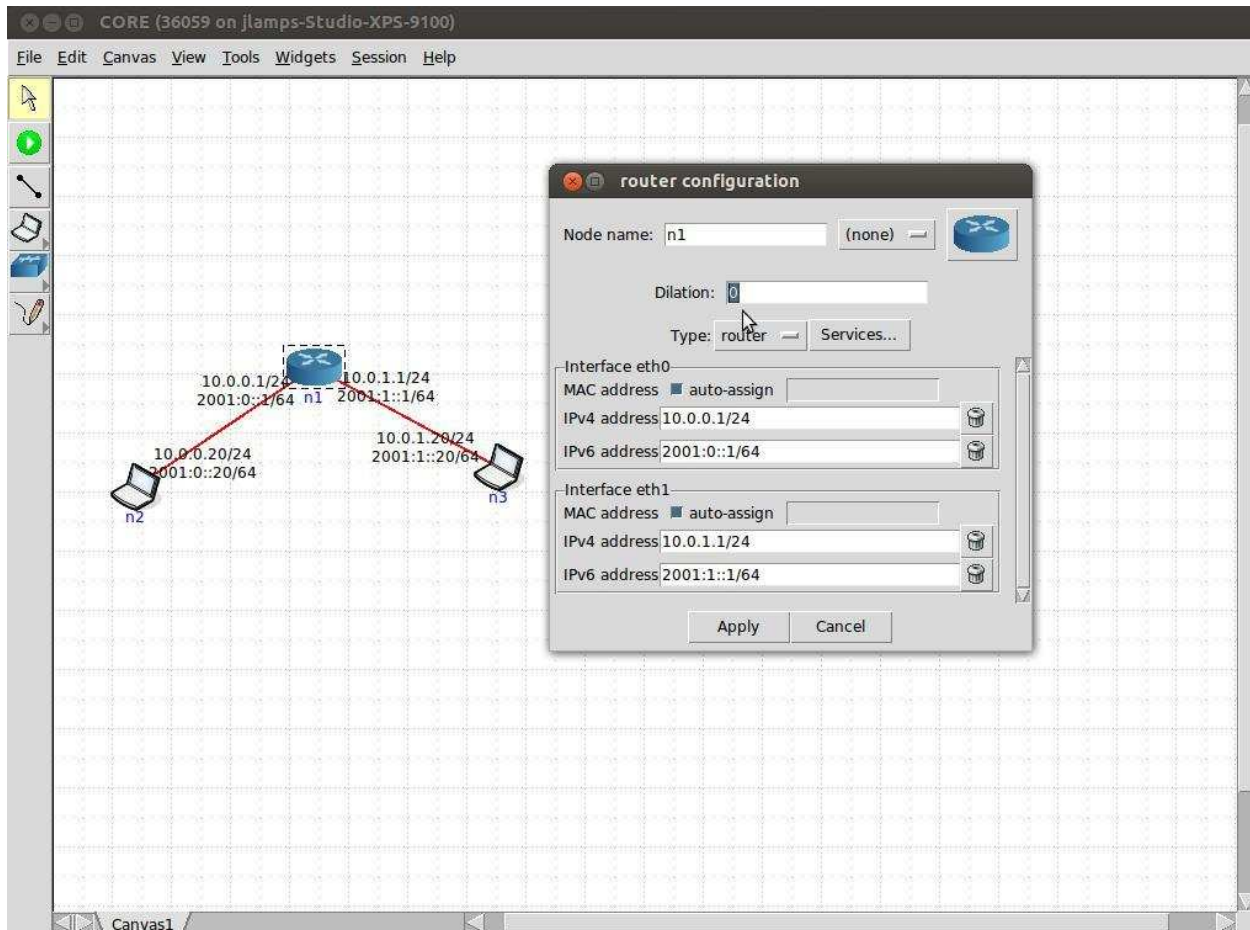 CORE (36059 on jlamps-Studio-XPS-9100)
File Edit Canvas View Tools Widgets Session Help
router configuration
Node name: n1 (none)
Dilation: 0
Type: router Services...
Interface eth0
MAC address auto-assign
IPv4 address 10.0.0.1/24
IPv6 address 2001:0::1/64
Interface eth1
MAC address auto-assign
IPv4 address 10.0.1.1/24
IPv6 address 2001:1::1/64
Apply Cancel
10.0.0.1/24
2001:0::1/64
n1
10.0.1.1/24
2001:1::1/64
10.0.0.20/24
2001:0::20/64
n2
10.0.1.20/24
2001:1::20/64
n3
Canvas1